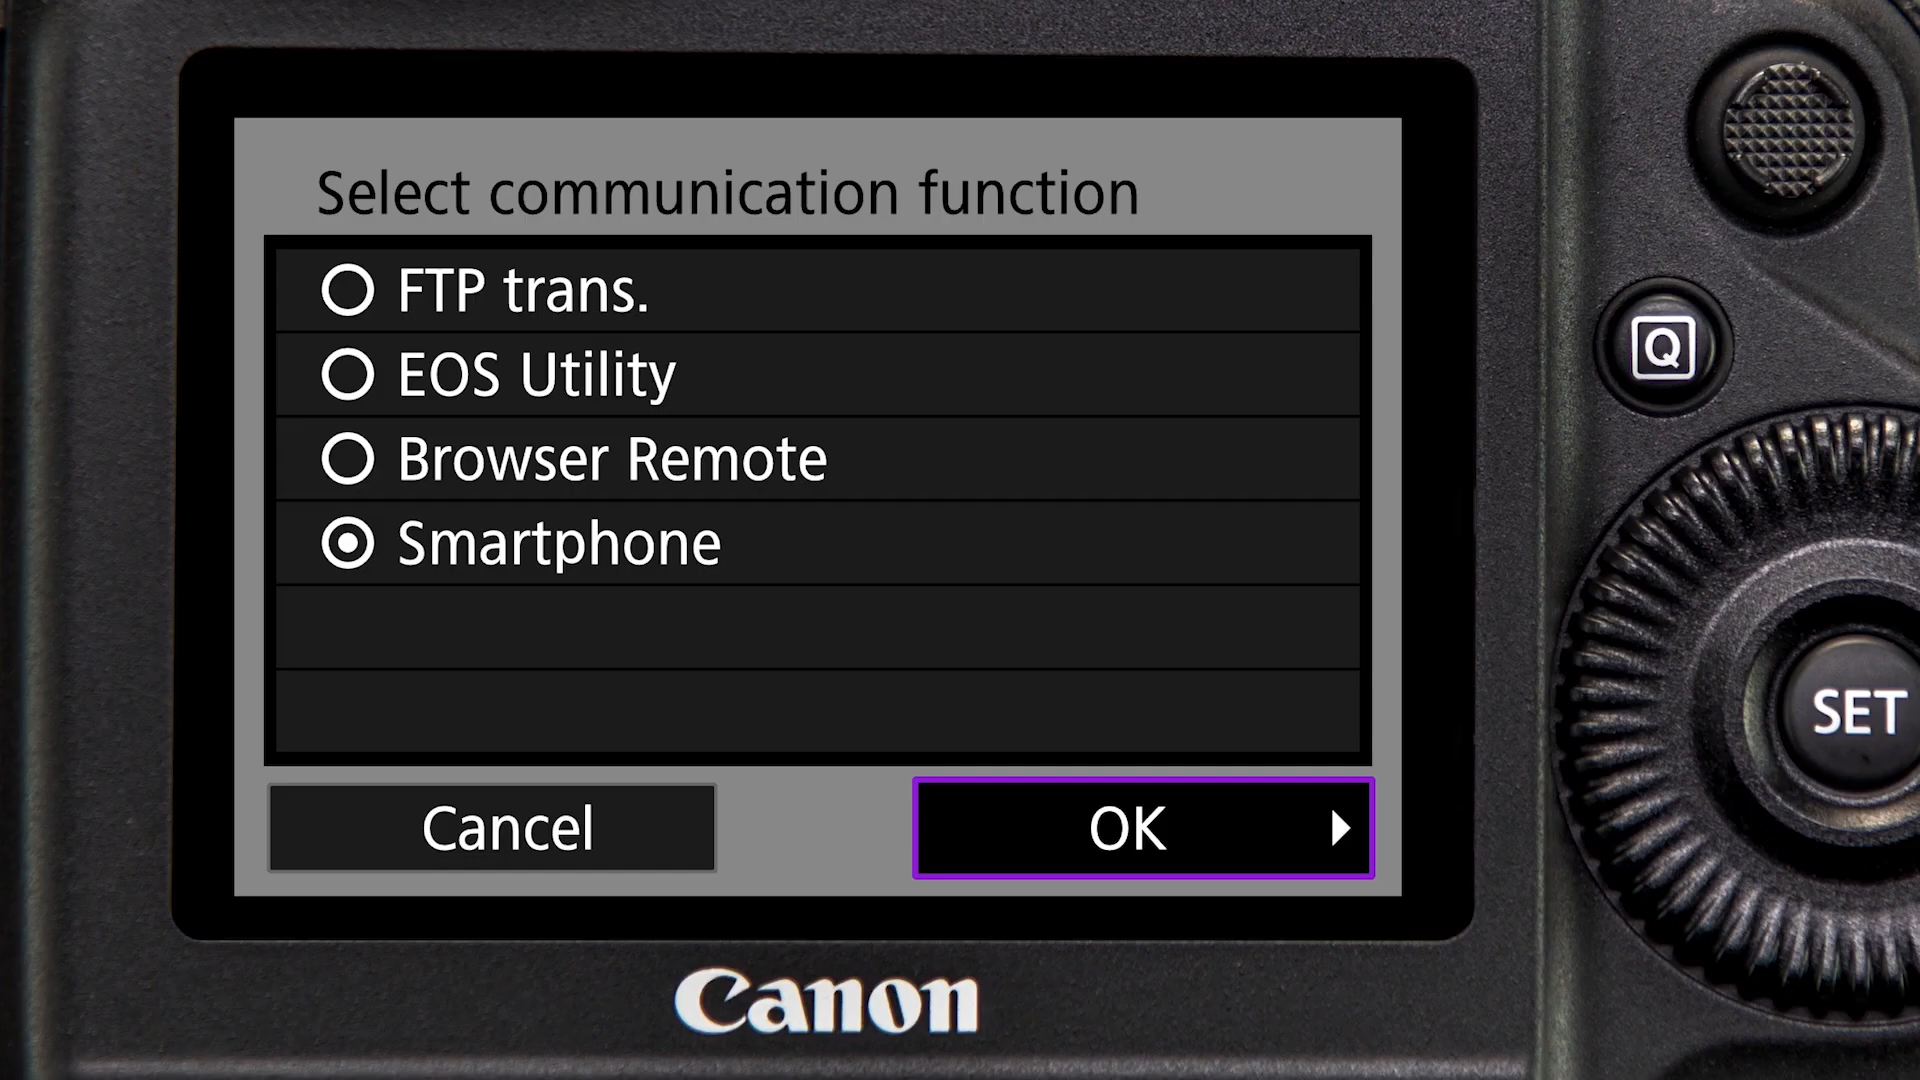 Select communication function
FTP trans.
EOS Utility
Browser Remote
Smartphone
Cancel
OK
Canon
Q
SET